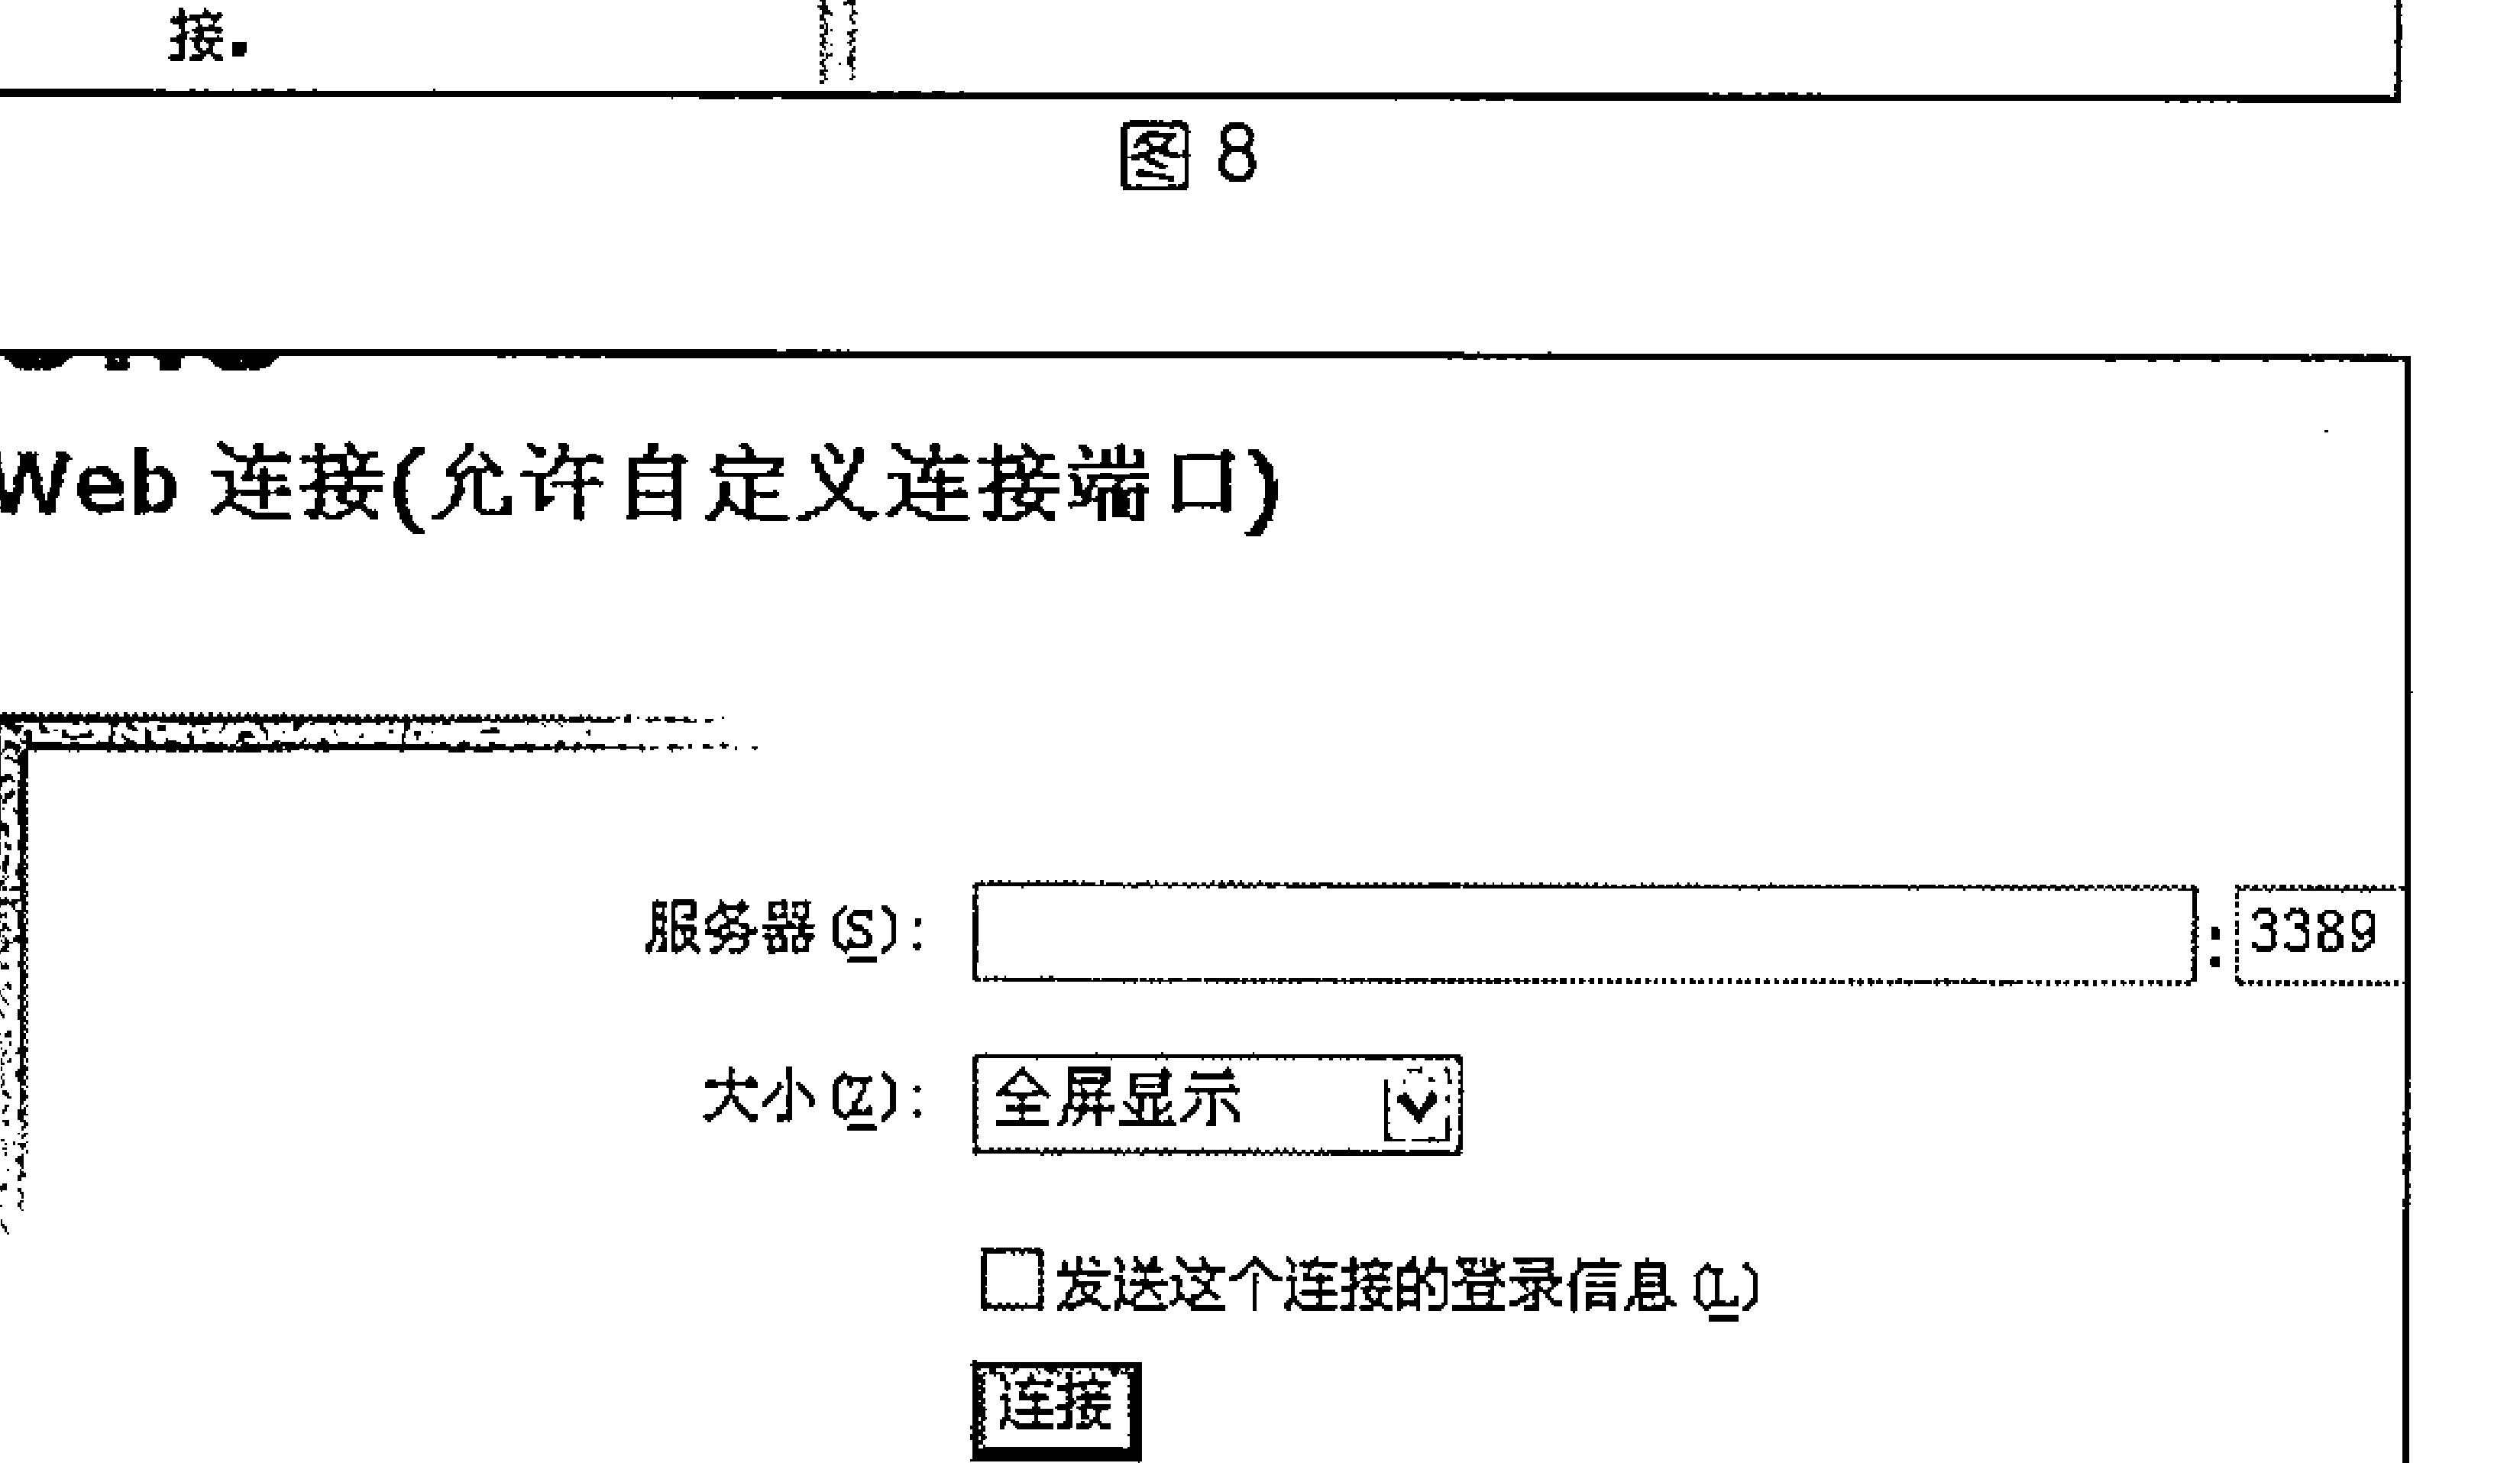 接.
图 8
Web 连接(允许自定义连接端口)
服务器(S): : 3389
大小(Z): 全屏显示
发送这个连接的登录信息(L)
连接